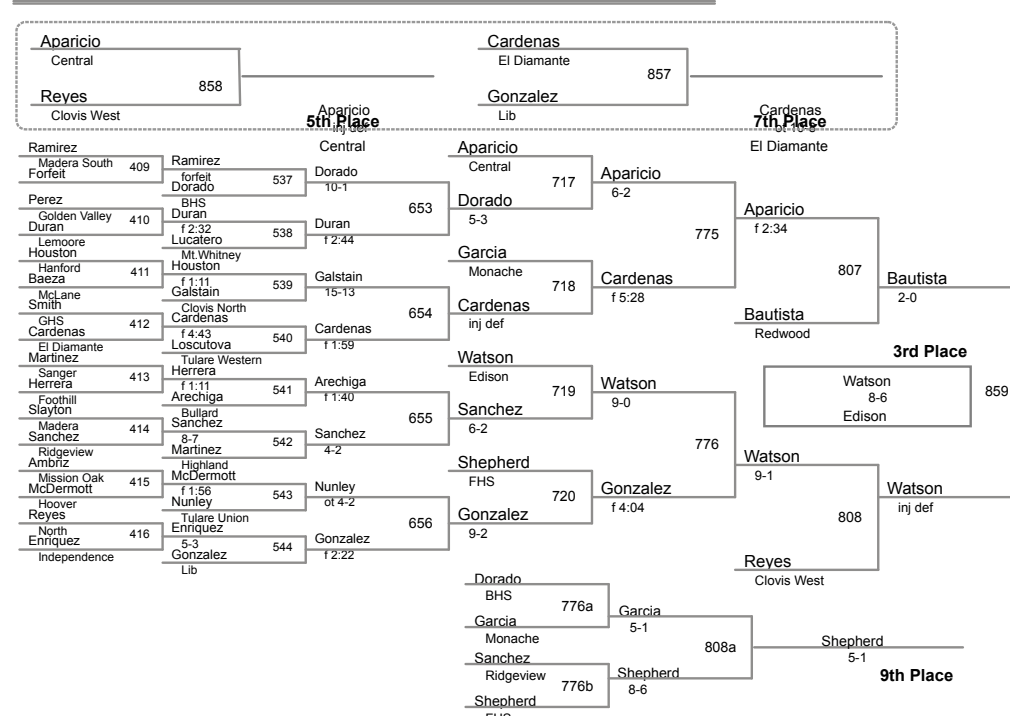 Aparicio
Central
858
Reyes
Clovis West
Aparicio
inj def
5th Place
Central
Cardenas
El Diamante
857
Gonzalez
Lib
Cardenas
ot 10-8
7th Place
El Diamante
Ramirez
Madera South
409
Forfeit
Perez
Golden Valley
410
Duran
Lemoore
Houston
Hanford
411
Baeza
McLane
Smith
GHS
412
Cardenas
El Diamante
Martinez
Sanger
413
Herrera
Foothill
Slayton
Madera
414
Sanchez
Ridgeview
Ambriz
Mission Oak
415
McDermott
Hoover
Reyes
North
416
Enriquez
Independence
Ramirez
forfeit
537
Dorado
BHS
Duran
f 2:32
538
Lucatero
Mt.Whitney
Houston
f 1:11
539
Galstain
Clovis North
Cardenas
f 4:43
540
Loscutova
Tulare Western
Herrera
f 1:11
541
Arechiga
Bullard
Sanchez
8-7
542
Martinez
Highland
McDermott
f 1:56
543
Nunley
Tulare Union
Enriquez
5-3
544
Gonzalez
Lib
Dorado
10-1
653
Duran
f 2:44
Galstain
15-13
654
Cardenas
f 1:59
Arechiga
f 1:40
655
Sanchez
4-2
Nunley
ot 4-2
656
Gonzalez
f 2:22
Aparicio
Central
717
Dorado
5-3
Garcia
Monache
718
Cardenas
inj def
Watson
Edison
719
Sanchez
6-2
Shepherd
FHS
720
Gonzalez
9-2
Aparicio
6-2
775
Cardenas
f 5:28
Watson
9-0
776
Gonzalez
f 4:04
Aparicio
f 2:34
807
Bautista
Redwood
Watson
9-1
808
Reyes
Clovis West
Bautista
2-0
3rd Place
Watson
8-6
859
Edison
Watson
inj def
Dorado
BHS
776a
Garcia
Monache
Sanchez
Ridgeview
776b
Shepherd
FHS
Garcia
5-1
808a
Shepherd
8-6
Shepherd
5-1
9th Place